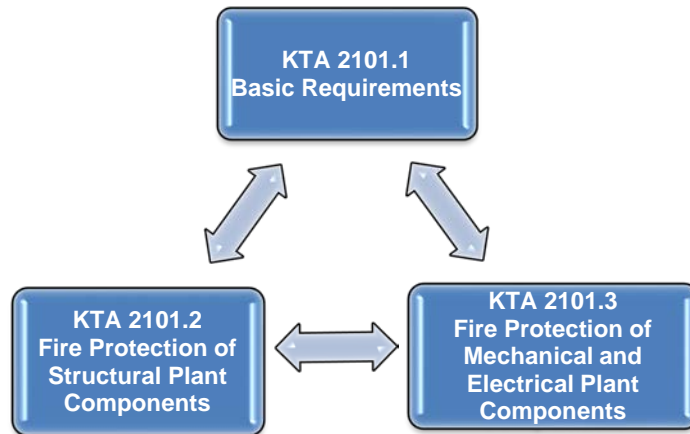 KTA 2101.1
Basic Requirements
KTA 2101.2
Fire Protection of
Structural Plant
Components
KTA 2101.3
Fire Protection of
Mechanical and
Electrical Plant
Components